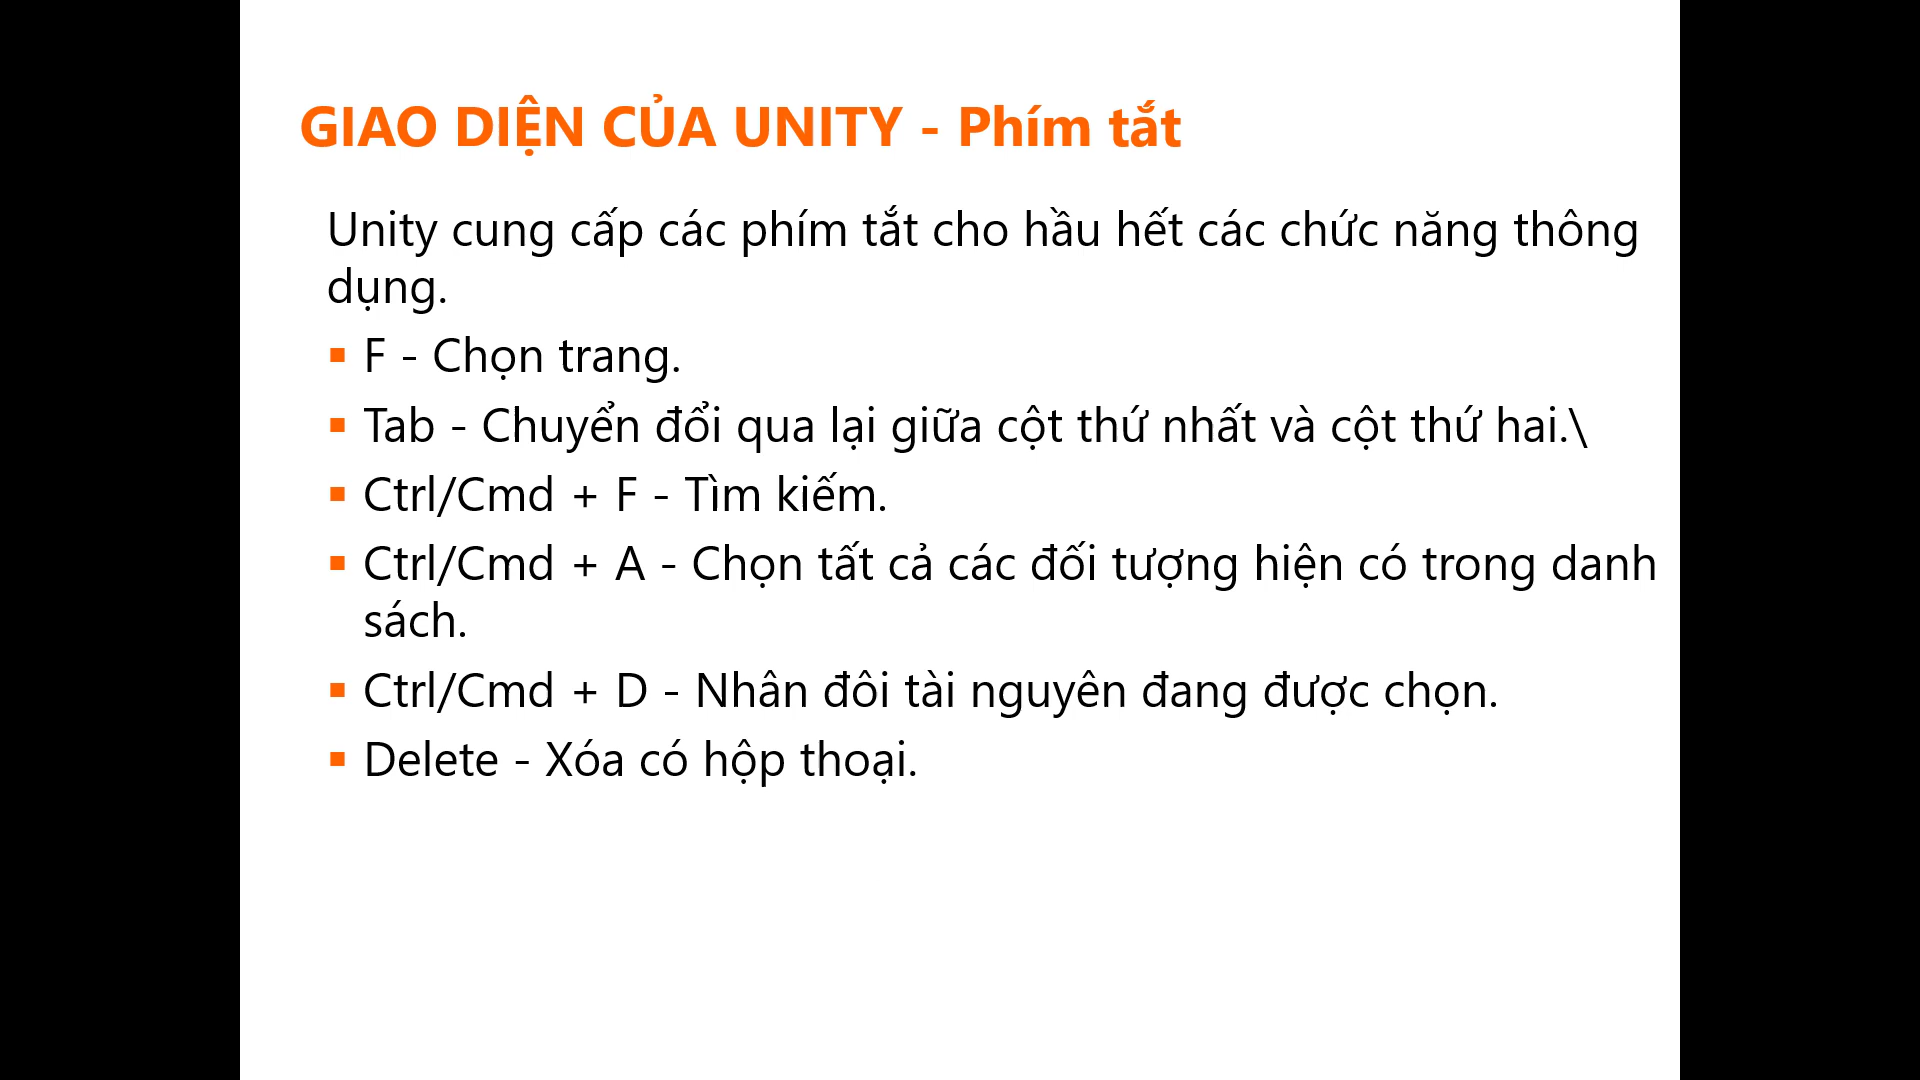 GIAO DIỆN CỦA UNITY - Phím tắt
Unity cung cấp các phím tắt cho hầu hết các chức năng thông
dụng.
▪ F - Chọn trang.
▪ Tab - Chuyển đổi qua lại giữa cột thứ nhất và cột thứ hai.\
▪ Ctrl/Cmd + F - Tìm kiếm.
▪ Ctrl/Cmd + A - Chọn tất cả các đối tượng hiện có trong danh
sách.
▪ Ctrl/Cmd + D - Nhân đôi tài nguyên đang được chọn.
▪ Delete - Xóa có hộp thoại.